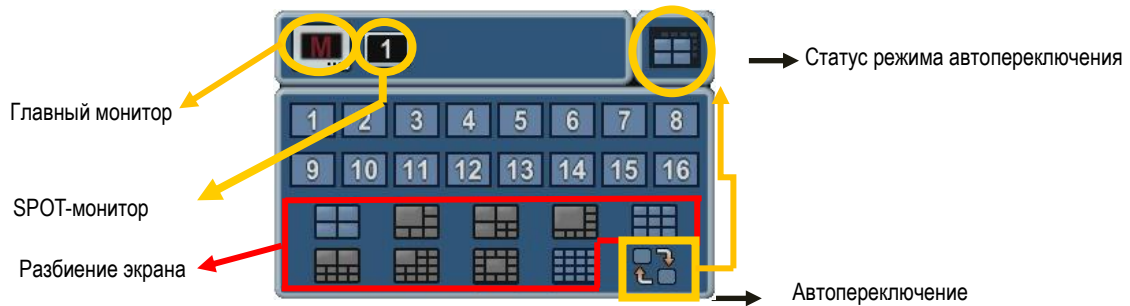 M 1
Статус режима автопереключения
Главный монитор
1 2 3 4 5 6 7 8
9 10 11 12 13 14 15 16
SPOT-монитор
Разбиение экрана
Автопереключение